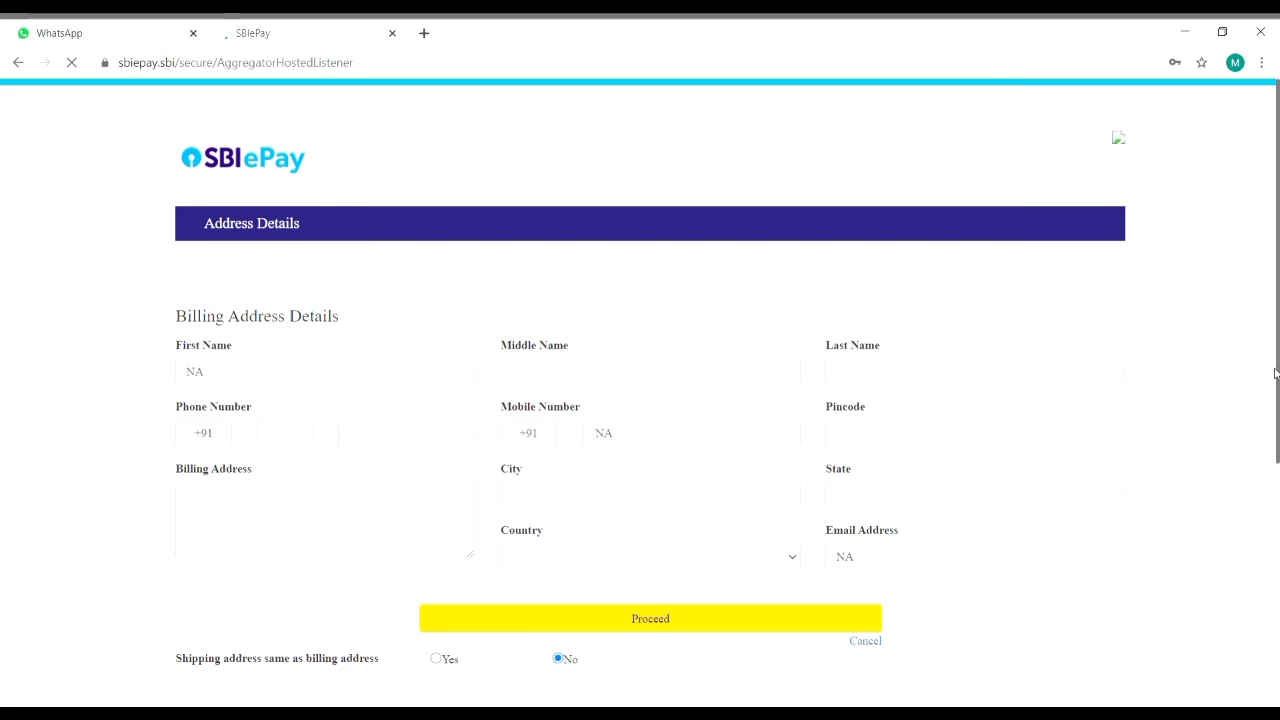 WhatsApp
SBIePay
sbiepay.sbi/secure/AggregatorHostedListener
M
SBI ePay
Address Details
Billing Address Details
First Name Middle Name Last Name
NA
Phone Number Mobile Number Pincode
+91 +91 NA
Billing Address City State
Country Email Address
NA
Proceed
Cancel
Shipping address same as billing address Yes No